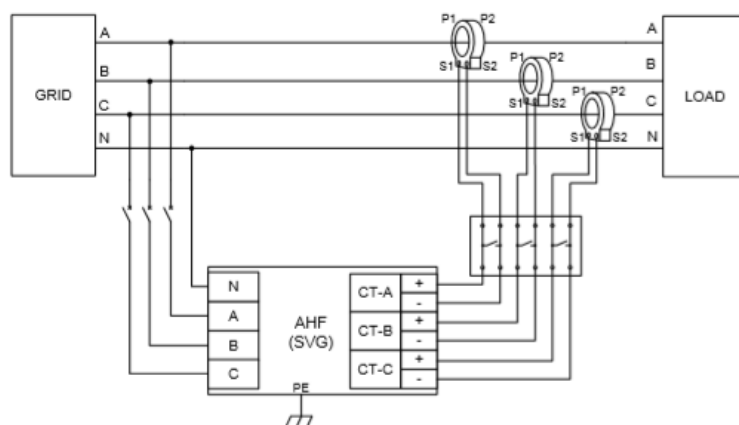 A
B
C
N
GRID
P1 P2
S1 S2
P1 P2
S1 S2
P1 P2
S1 S2
A
B
C
N
LOAD
N
A
B
C
AHF
(SVG)
PE
CT-A
+
-
CT-B
+
-
CT-C
+
-